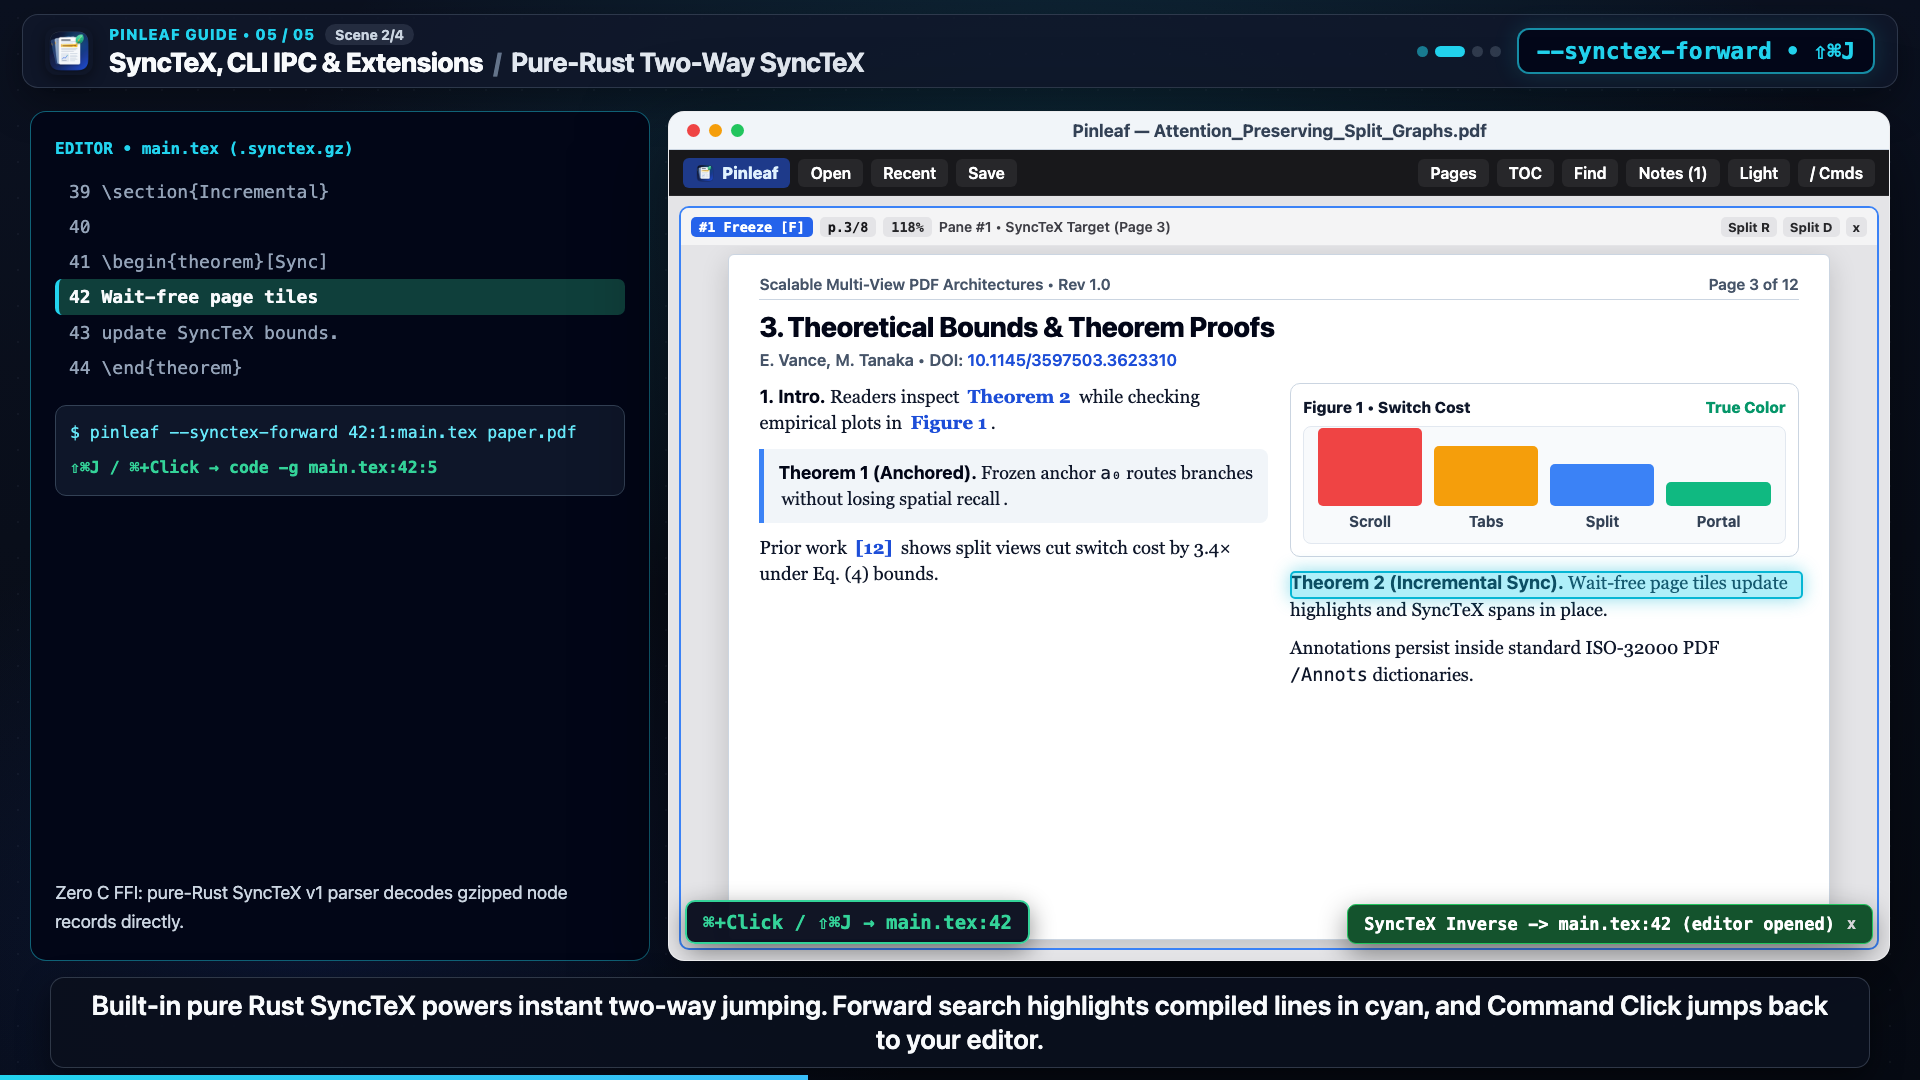 PINLEAF GUIDE • 05 / 05 Scene 2/4
SyncTeX, CLI IPC & Extensions / Pure-Rust Two-Way SyncTeX
--synctex-forward • ⇧⌘J
EDITOR • main.tex (.synctex.gz)
39 \section{Incremental}
40
41 \begin{theorem}[Sync]
42 Wait-free page tiles
43 update SyncTeX bounds.
44 \end{theorem}
$ pinleaf --synctex-forward 42:1:main.tex paper.pdf
⇧⌘J / ⌘+Click → code -g main.tex:42:5
Zero C FFI: pure-Rust SyncTeX v1 parser decodes gzipped node
records directly.
Pinleaf — Attention_Preserving_Split_Graphs.pdf
Pinleaf Open Recent Save Pages TOC Find Notes (1) Light / Cmds
#1 Freeze [F] p.3/8 118% Pane #1 • SyncTeX Target (Page 3) Split R Split D x
Scalable Multi-View PDF Architectures • Rev 1.0 Page 3 of 12
3. Theoretical Bounds & Theorem Proofs
E. Vance, M. Tanaka • DOI: 10.1145/3597503.3623310
1. Intro. Readers inspect Theorem 2 while checking
empirical plots in Figure 1 .
Theorem 1 (Anchored). Frozen anchor a₀ routes branches
without losing spatial recall .
Prior work [12] shows split views cut switch cost by 3.4×
under Eq. (4) bounds.
Figure 1 • Switch Cost True Color
Scroll Tabs Split Portal
Theorem 2 (Incremental Sync). Wait-free page tiles update
highlights and SyncTeX spans in place.
Annotations persist inside standard ISO-32000 PDF
/Annots dictionaries.
⌘+Click / ⇧⌘J → main.tex:42
SyncTeX Inverse -> main.tex:42 (editor opened) x
Built-in pure Rust SyncTeX powers instant two-way jumping. Forward search highlights compiled lines in cyan, and Command Click jumps back
to your editor.